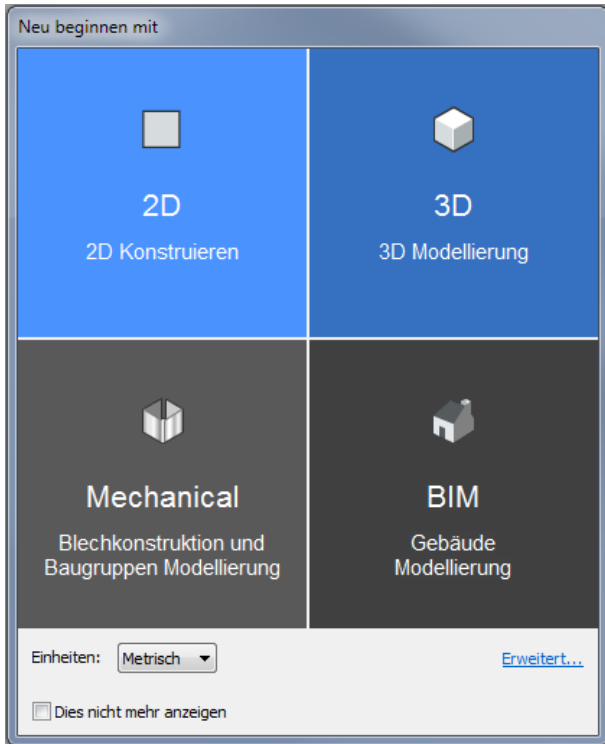 Neu beginnen mit
2D
2D Konstruieren
3D
3D Modellierung
Mechanical
Blechkonstruktion und
Baugruppen Modellierung
BIM
Gebäude
Modellierung
Einheiten: Metrisch Erweitert...
Dies nicht mehr anzeigen